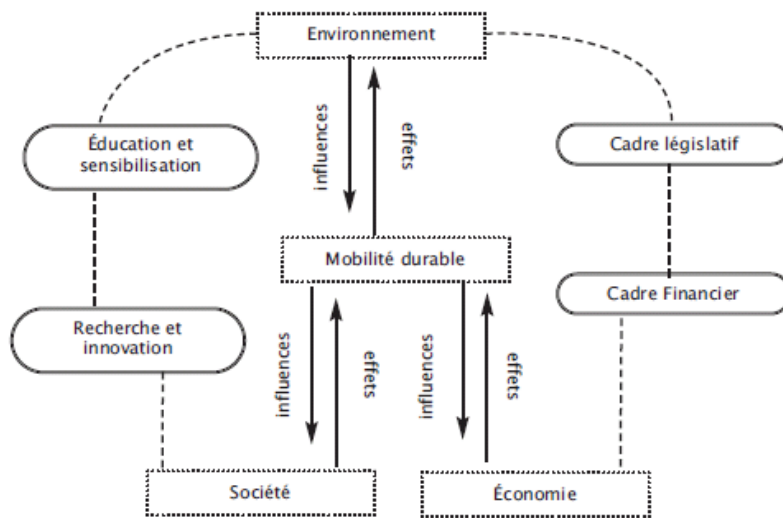 Environnement
influences
effets
Éducation et
sensibilisation
Cadre législatif
Mobilité durable
Cadre Financier
Recherche et
innovation
influences
effets
influences
effets
Société
Économie